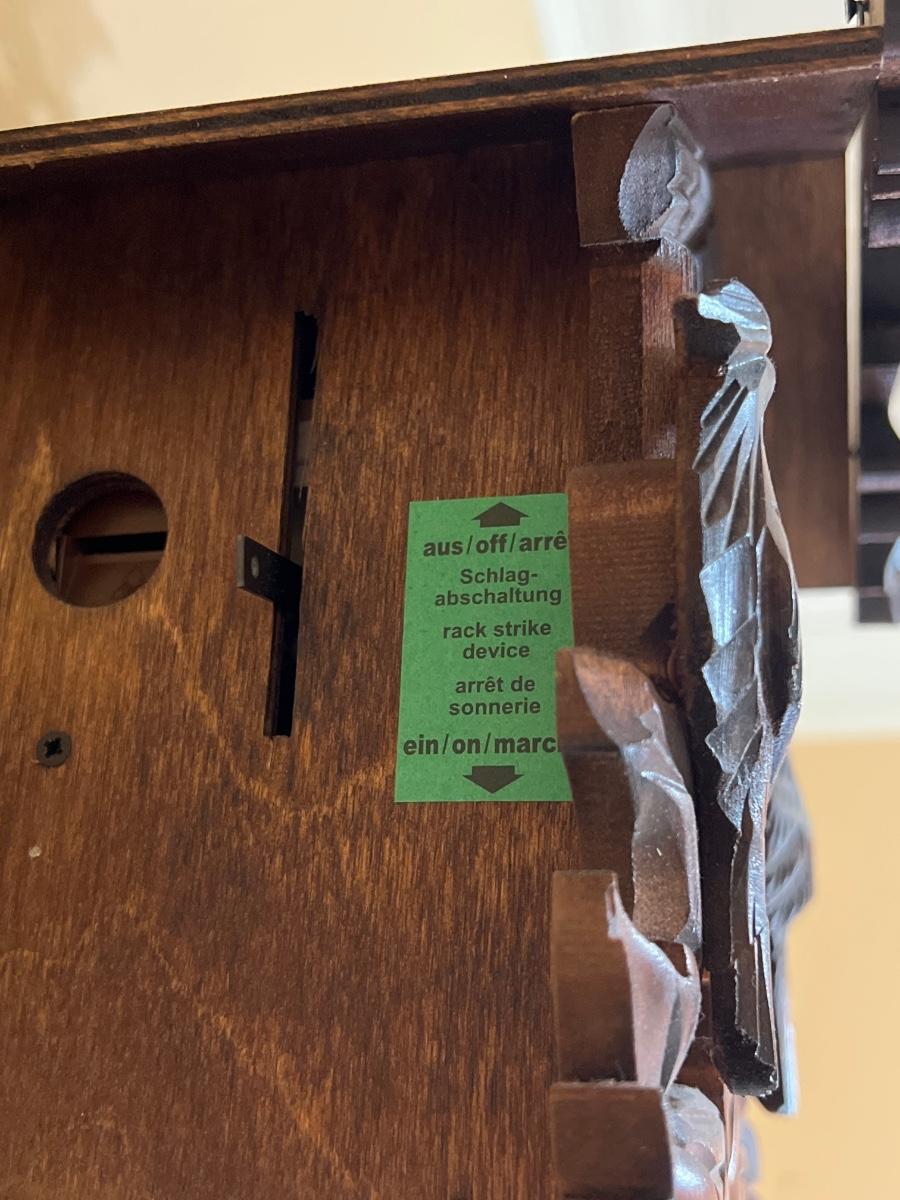 aus/off/arrê
Schlag-
abschaltung
rack strike
device
arrêt de
sonnerie
ein/on/marc